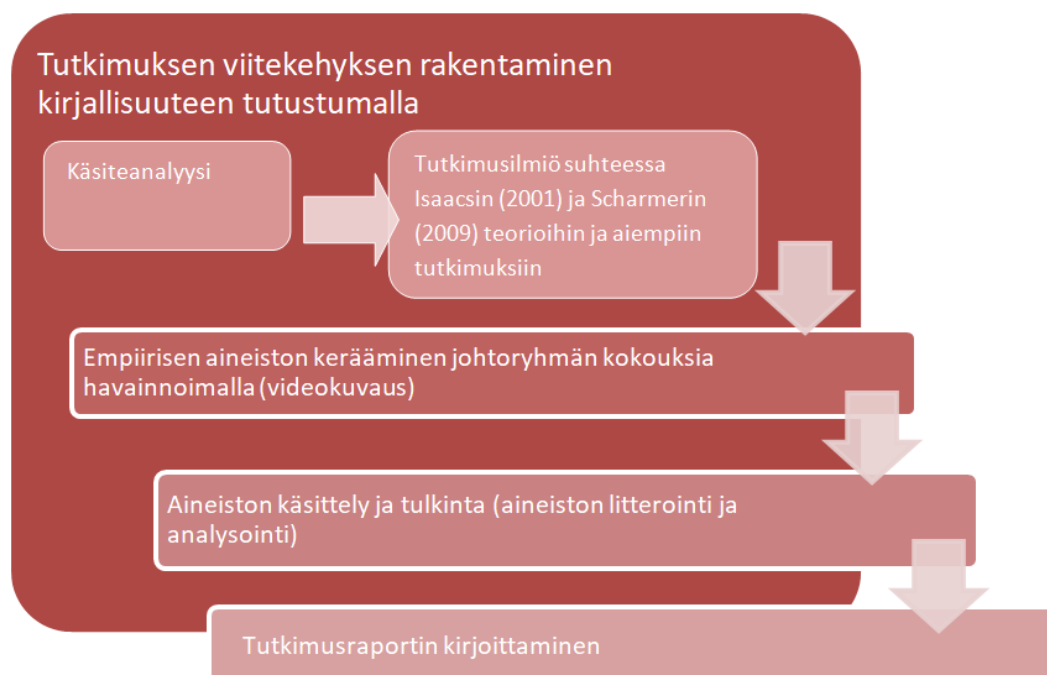 Tutkimuksen viitekehyksen rakentaminen
kirjallisuuteen tutustumalla
Käsiteanalyysi
Tutkimusilmiö suhteessa
Isaacsin (2001) ja Scharmerin
(2009) teorioihin ja aiempiin
tutkimuksiin
Empiirisen aineiston kerääminen johtoryhmän kokouksia
havainnoimalla (videokuvaus)
Aineiston käsittely ja tulkinta (aineiston litterointi ja
analysointi)
Tutkimusraportin kirjoittaminen